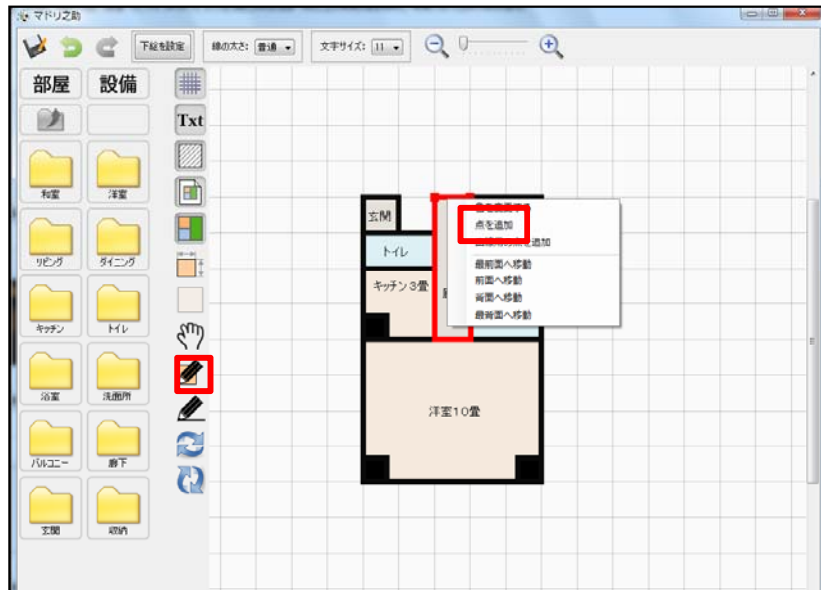 マドリ之助
下絵を設定
線の太さ: 普通
文字サイズ: 11
部屋
設備
Txt
和室
洋室
リビング
ダイニング
キッチン
トイレ
浴室
洗面所
バルコニー
廊下
玄関
収納
玄関
トイレ
キッチン3畳
洋室10畳
点を追加
点を追加
最前面へ移動
前面へ移動
背面へ移動
最背面へ移動